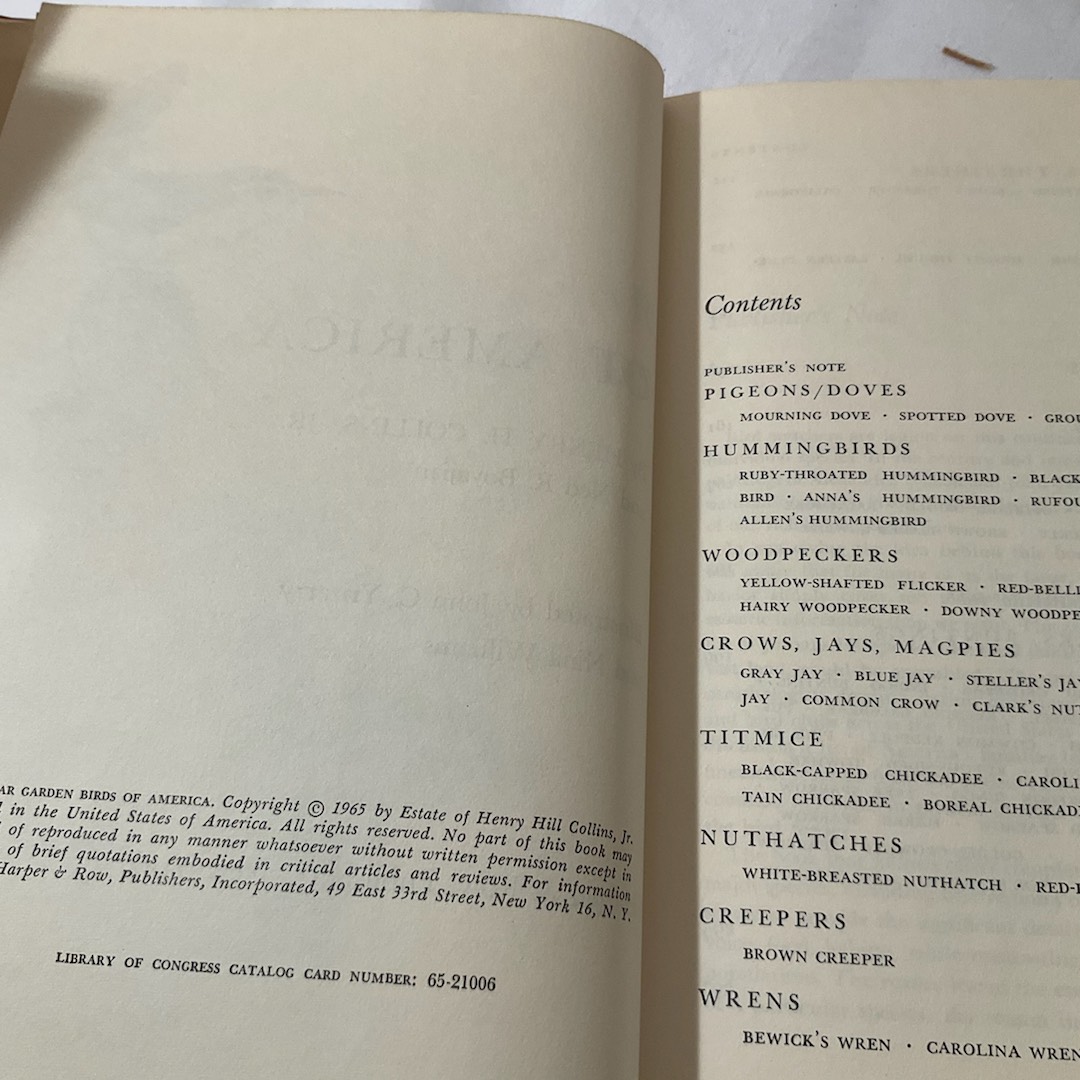 AR GARDEN BIRDS OF AMERICA. Copyright © 1965 by Estate of Henry Hill Collins, Jr.
in the United States of America. All rights reserved. No part of this book may
of reproduced in any manner whatsoever without written permission except in
of brief quotations embodied in critical articles and reviews. For information
Harper & Row, Publishers, Incorporated, 49 East 33rd Street, New York 16, N. Y.
LIBRARY OF CONGRESS CATALOG CARD NUMBER: 65-21006
Contents
PUBLISHER'S NOTE
PIGEONS/DOVES
MOURNING DOVE · SPOTTED DOVE · GROU
HUMMINGBIRDS
RUBY-THROATED HUMMINGBIRD · BLACK
BIRD · ANNA'S HUMMINGBIRD · RUFOU
ALLEN'S HUMMINGBIRD
WOODPECKERS
YELLOW-SHAFTED FLICKER · RED-BELLI
HAIRY WOODPECKER · DOWNY WOODPE
CROWS, JAYS, MAGPIES
GRAY JAY · BLUE JAY · STELLER'S JAY
JAY · COMMON CROW · CLARK'S NUT
TITMICE
BLACK-CAPPED CHICKADEE · CAROLI
TAIN CHICKADEE · BOREAL CHICKADE
NUTHATCHES
WHITE-BREASTED NUTHATCH · RED-B
CREEPERS
BROWN CREEPER
WRENS
BEWICK'S WREN · CAROLINA WREN